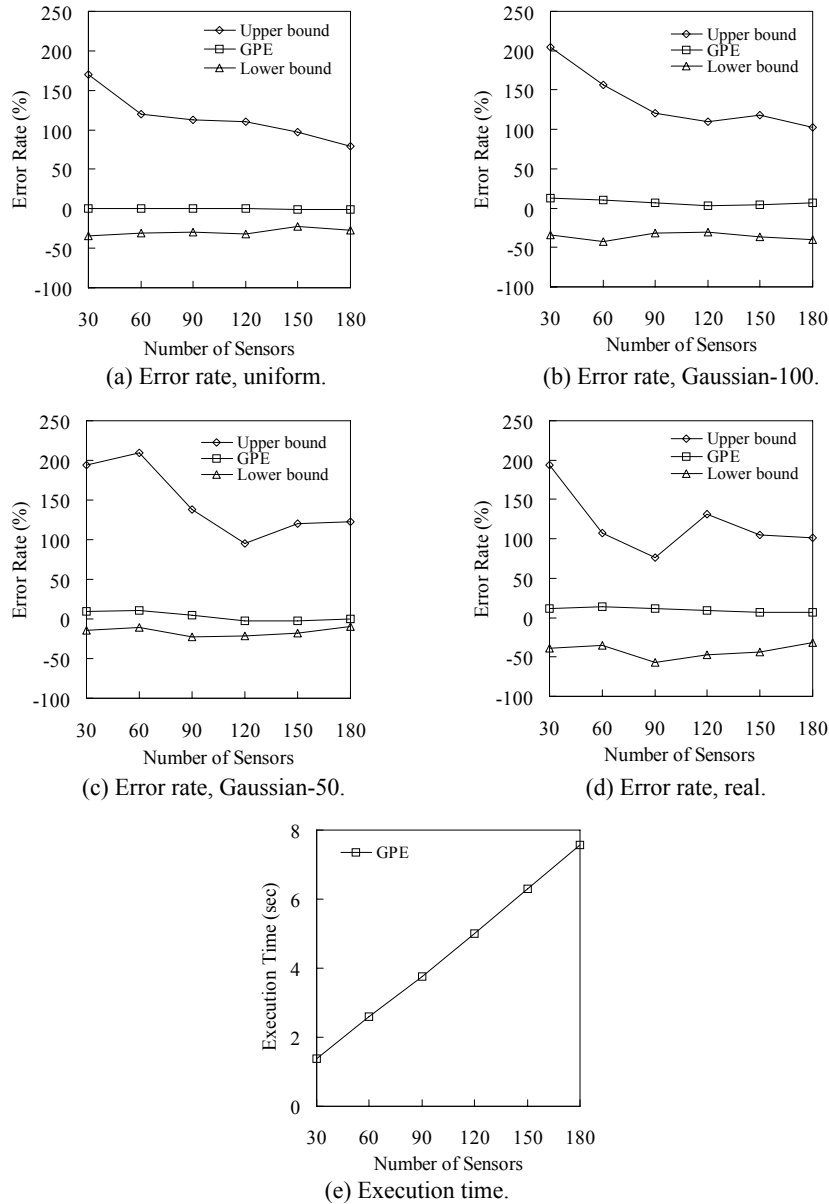 250
200
150
100
50
0
-50
-100
Error Rate (%)
Upper bound
GPE
Lower bound
30 60 90 120 150 180
Number of Sensors
(a) Error rate, uniform.
250
200
150
100
50
0
-50
-100
Error Rate (%)
Upper bound
GPE
Lower bound
30 60 90 120 150 180
Number of Sensors
(b) Error rate, Gaussian-100.
250
200
150
100
50
0
-50
-100
Error Rate (%)
Upper bound
GPE
Lower bound
30 60 90 120 150 180
Number of Sensors
(c) Error rate, Gaussian-50.
250
200
150
100
50
0
-50
-100
Error Rate (%)
Upper bound
GPE
Lower bound
30 60 90 120 150 180
Number of Sensors
(d) Error rate, real.
8
6
4
2
0
Execution Time (sec)
GPE
30 60 90 120 150 180
Number of Sensors
(e) Execution time.